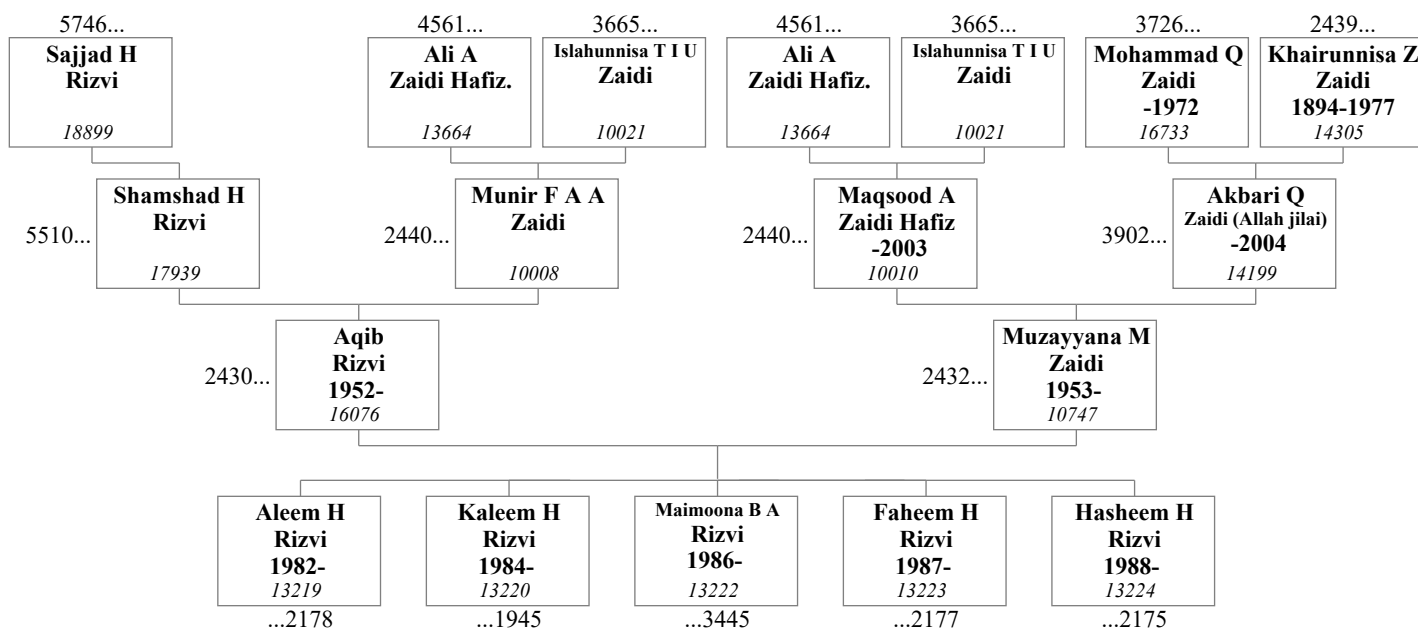 5746...
4561...
3665...
4561...
3665...
3726...
2439...
Sajjad H
Rizvi
18899
Ali A
Zaidi Hafiz.
13664
Islahunnisa T I U
Zaidi
10021
Ali A
Zaidi Hafiz.
13664
Islahunnisa T I U
Zaidi
10021
Mohammad Q
Zaidi
-1972
16733
Khairunnisa Z
Zaidi
1894-1977
14305
5510...
Shamshad H
Rizvi
17939
2440...
Munir F A A
Zaidi
10008
2440...
Maqsood A
Zaidi Hafiz
-2003
10010
3902...
Akbari Q
Zaidi (Allah jilai)
-2004
14199
2430...
Aqib
Rizvi
1952-
16076
2432...
Muzayyana M
Zaidi
1953-
10747
Aleem H
Rizvi
1982-
13219
...2178
Kaleem H
Rizvi
1984-
13220
...1945
Maimoona B A
Rizvi
1986-
13222
...3445
Faheem H
Rizvi
1987-
13223
...2177
Hasheem H
Rizvi
1988-
13224
...2175